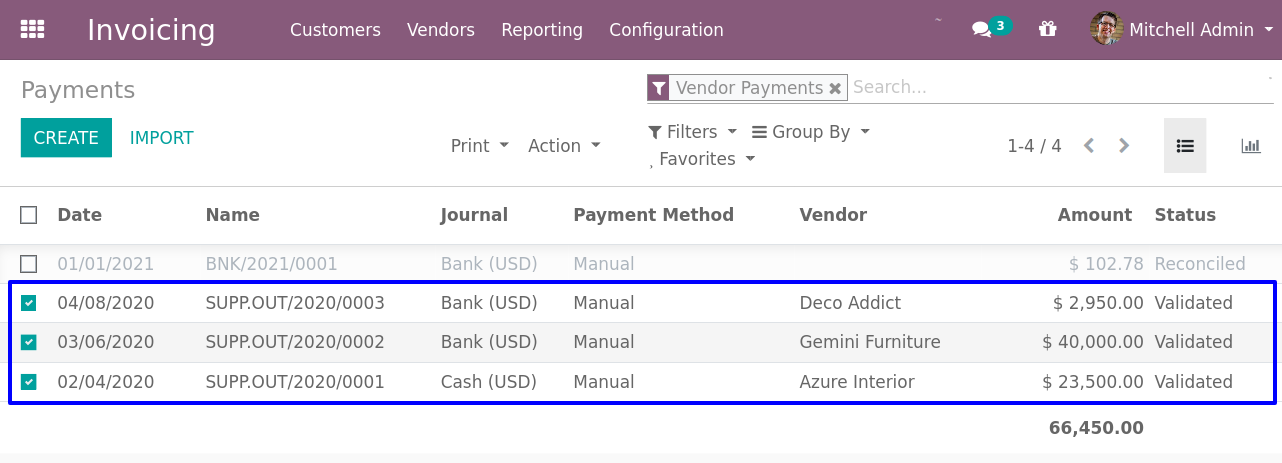 Invoicing Customers Vendors Reporting Configuration 3 Mitchell Admin
Payments
Vendor Payments Search...
CREATE IMPORT
Print Action
Filters Group By
Favorites
1-4 / 4
Date Name Journal Payment Method Vendor Amount Status
01/01/2021 BNK/2021/0001 Bank (USD) Manual $ 102.78 Reconciled
04/08/2020 SUPP.OUT/2020/0003 Bank (USD) Manual Deco Addict $ 2,950.00 Validated
03/06/2020 SUPP.OUT/2020/0002 Bank (USD) Manual Gemini Furniture $ 40,000.00 Validated
02/04/2020 SUPP.OUT/2020/0001 Cash (USD) Manual Azure Interior $ 23,500.00 Validated
66,450.00